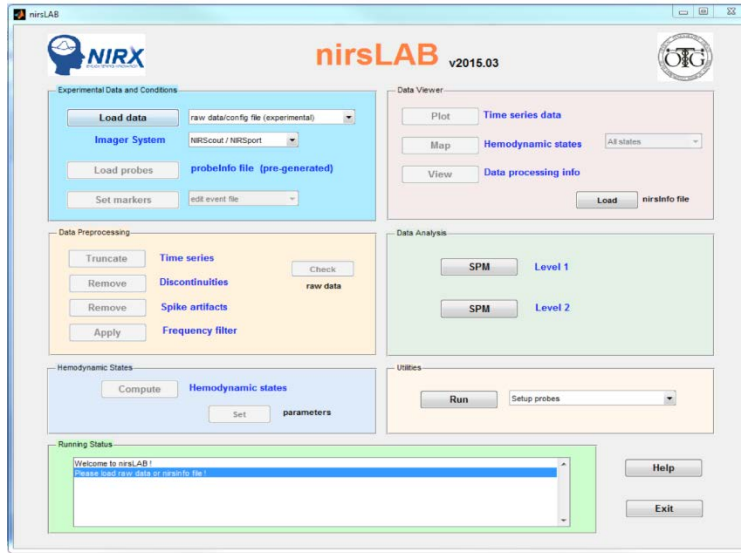 nirsLAB
NIRX
nirsLAB v2015.03
Experimental Data and Conditions
Load data
raw data/config file (experimental)
Imager System
NIRScout / NIRSport
Load probes
probeInfo file (pre-generated)
Set markers
edit event file
Data Viewer
Plot
Time series data
Map
Hemodynamic states
All states
View
Data processing info
Load
nirsInfo file
Data Preprocessing
Truncate
Time series
Remove
Discontinuities
Check
raw data
Remove
Spike artifacts
Apply
Frequency filter
Data Analysis
SPM
Level 1
SPM
Level 2
Hemodynamic States
Compute
Hemodynamic states
Set
parameters
Utilities
Run
Setup probes
Running Status
Welcome to nirsLAB !
Please load raw data or nirsInfo file !
Help
Exit